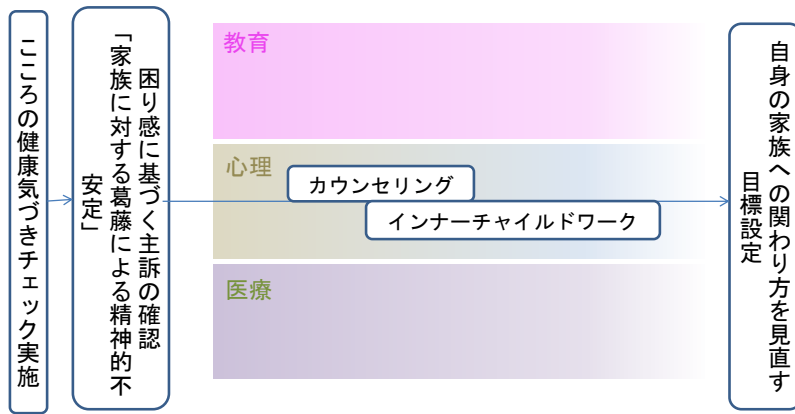 こころの健康気づきチェック実施
困り感に基づく主訴の確認
「家族に対する葛藤による精神的不
安定」
教育
心理
カウンセリング
インナーチャイルドワーク
医療
自身の家族への関わり方を見直す
目標設定